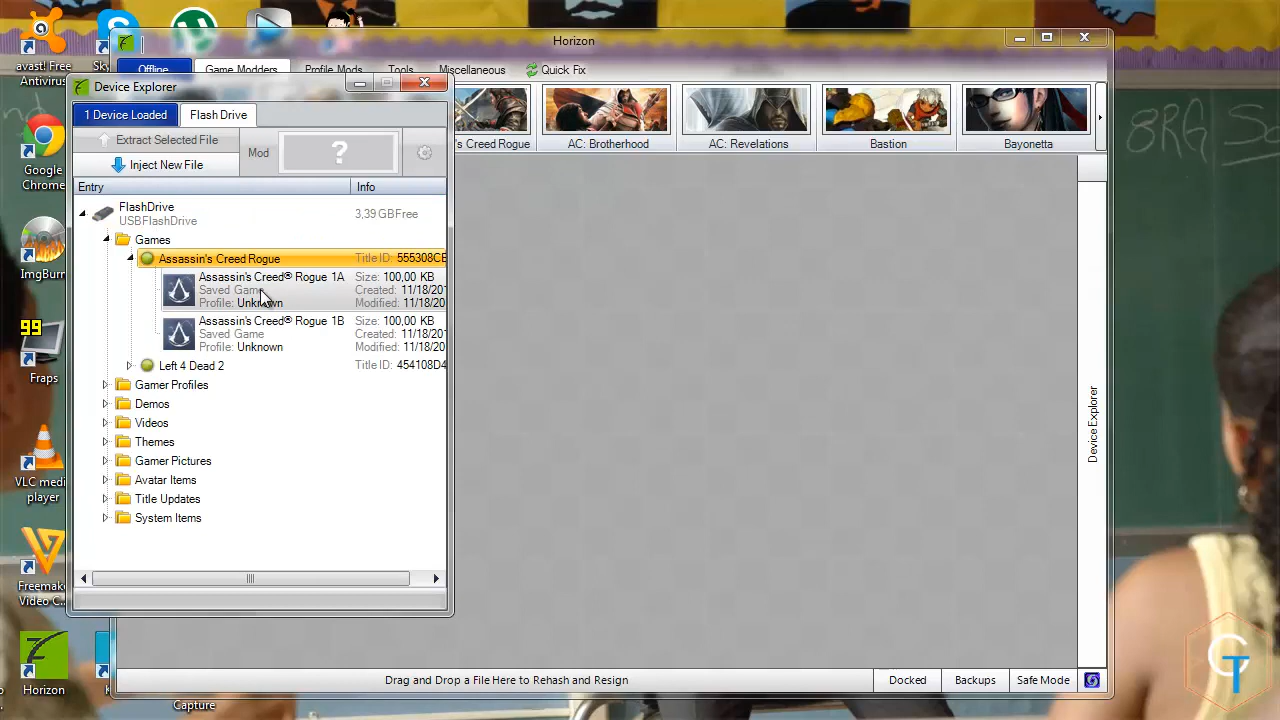 avast! Free
Antivirus
Sky
Google
Chrome
ImgBurn
99
Fraps
VLC medi...
player
Freemake
Video C...
Horizon
Capture
Horizon
Offline
Game Modders
Profile Mods
Tools
Miscellaneous
Quick Fix
's Creed Rogue
AC: Brotherhood
AC: Revelations
Bastion
Bayonetta
Device Explorer
1 Device Loaded
Flash Drive
Extract Selected File
Inject New File
Mod
?
Entry
Info
FlashDrive
USBFlashDrive
3,39 GB Free
Games
Assassin's Creed Rogue
Title ID: 555308CE
Assassin's Creed® Rogue 1A
Size: 100,00 KB
Saved Game
Created: 11/18/201
Profile: Unknown
Modified: 11/18/20
Assassin's Creed® Rogue 1B
Size: 100,00 KB
Saved Game
Created: 11/18/201
Profile: Unknown
Modified: 11/18/20
Left 4 Dead 2
Title ID: 454108D4
Gamer Profiles
Demos
Videos
Themes
Gamer Pictures
Avatar Items
Title Updates
System Items
Device Explorer
Drag and Drop a File Here to Rehash and Resign
Docked
Backups
Safe Mode
8RG
GT